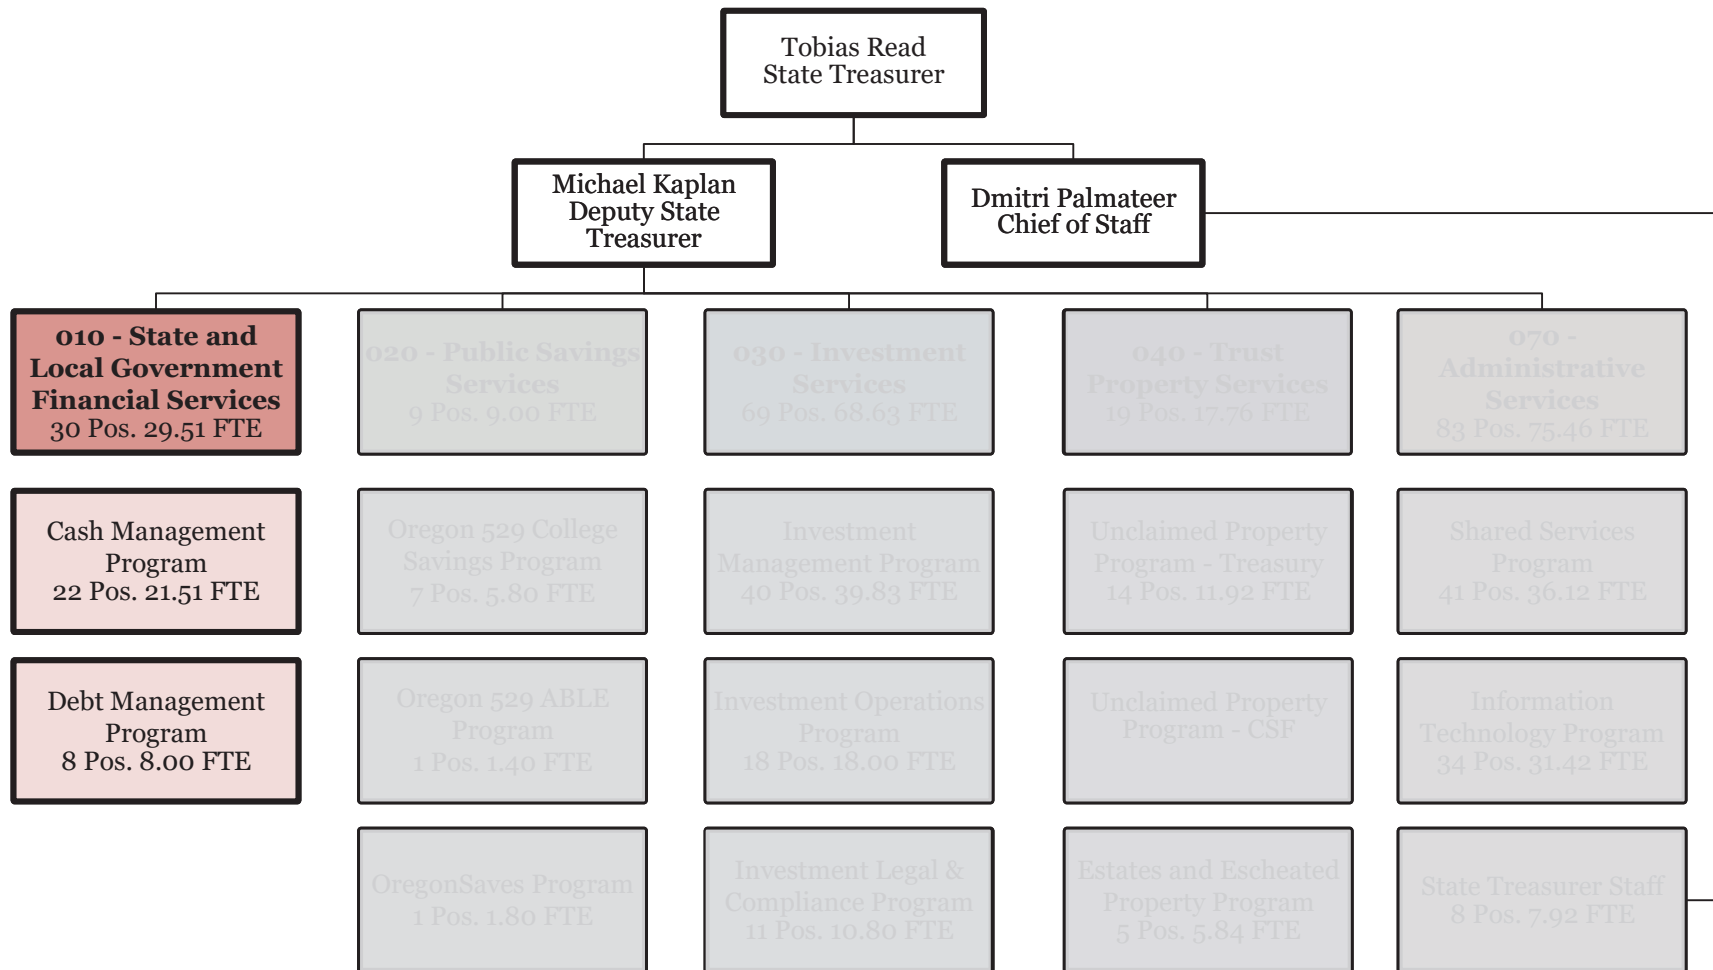 Tobias Read
State Treasurer
Michael Kaplan
Deputy State
Treasurer
Dmitri Palmateer
Chief of Staff
010 - State and
Local Government
Financial Services
30 Pos. 29.51 FTE
020 - Public Savings
Services
9 Pos. 9.00 FTE
030 - Investment
Services
69 Pos. 68.63 FTE
040 - Trust
Property Services
19 Pos. 17.76 FTE
070 -
Administrative
Services
83 Pos. 75.46 FTE
Cash Management
Program
22 Pos. 21.51 FTE
Oregon 529 College
Savings Program
7 Pos. 5.80 FTE
Investment
Management Program
40 Pos. 39.83 FTE
Unclaimed Property
Program - Treasury
14 Pos. 11.92 FTE
Shared Services
Program
41 Pos. 36.12 FTE
Debt Management
Program
8 Pos. 8.00 FTE
Oregon 529 ABLE
Program
1 Pos. 1.40 FTE
Investment Operations
Program
18 Pos. 18.00 FTE
Unclaimed Property
Program - CSF
Information
Technology Program
34 Pos. 31.42 FTE
OregonSaves Program
1 Pos. 1.80 FTE
Investment Legal &
Compliance Program
11 Pos. 10.80 FTE
Estates and Escheated
Property Program
5 Pos. 5.84 FTE
State Treasurer Staff
8 Pos. 7.92 FTE